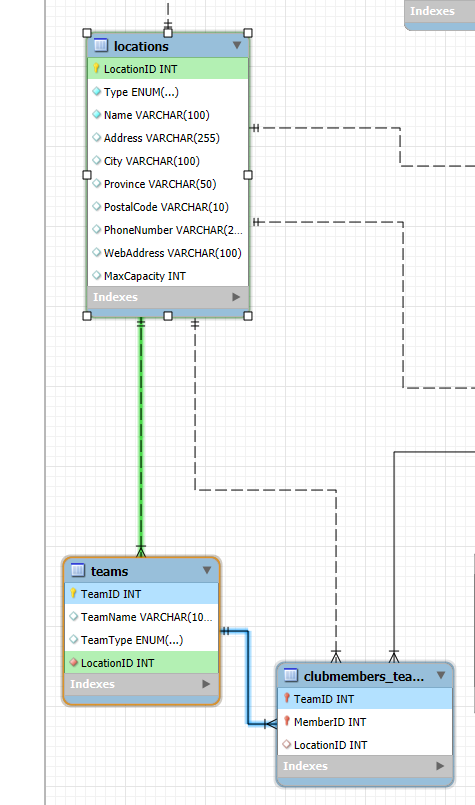 Indexes
locations
LocationID INT
Type ENUM(...)
Name VARCHAR(100)
Address VARCHAR(255)
City VARCHAR(100)
Province VARCHAR(50)
PostalCode VARCHAR(10)
PhoneNumber VARCHAR(2...
WebAddress VARCHAR(100)
MaxCapacity INT
Indexes
teams
TeamID INT
TeamName VARCHAR(10...
TeamType ENUM(...)
LocationID INT
Indexes
clubmembers_tea...
TeamID INT
MemberID INT
LocationID INT
Indexes